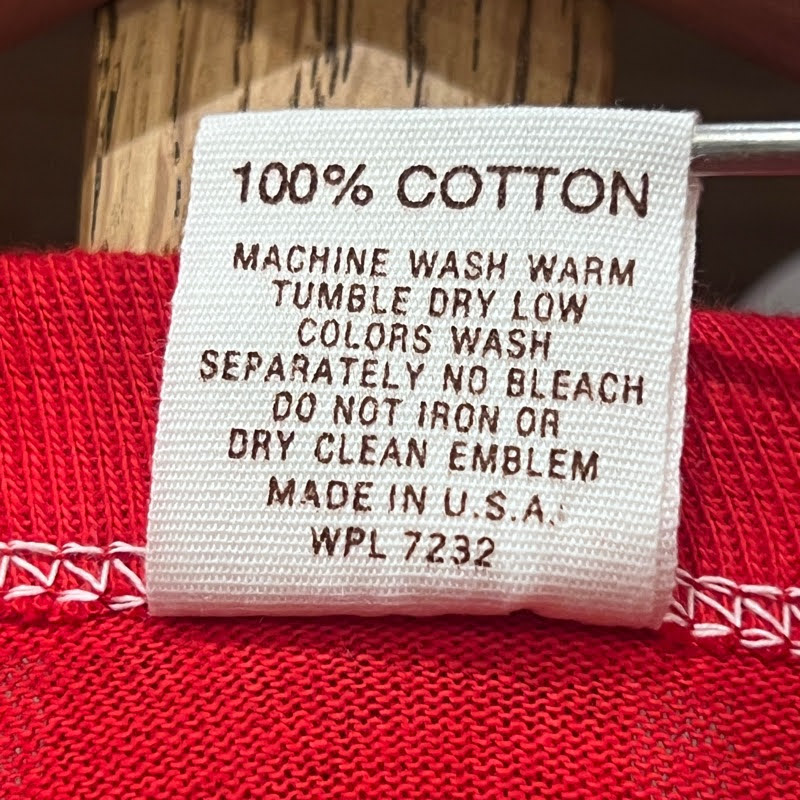 100% COTTON
MACHINE WASH WARM
TUMBLE DRY LOW
COLORS WASH
SEPARATELY NO BLEACH
DO NOT IRON OR
DRY CLEAN EMBLEM
MADE IN U.S.A.
WPL 7232